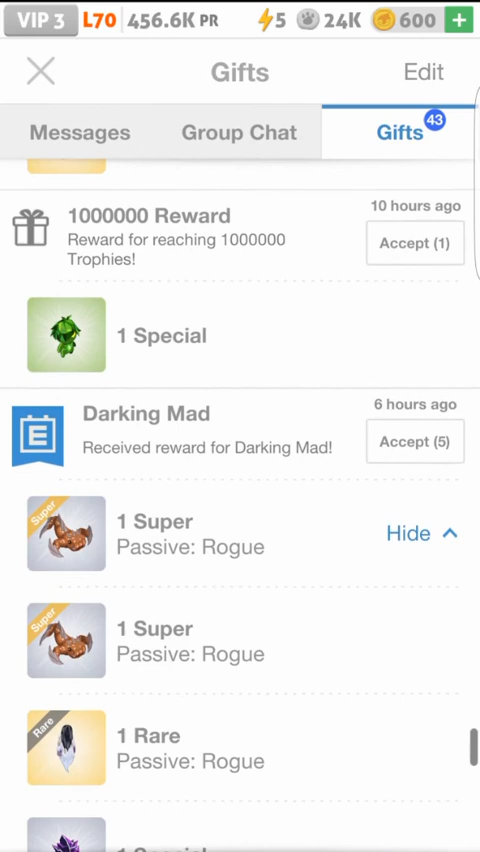 VIP 3 L70 456.6K PR 5 24K 600 +
Gifts Edit
Messages Group Chat Gifts 43
10 hours ago
1000000 Reward
Reward for reaching 1000000
Trophies!
Accept (1)
1 Special
6 hours ago
Darking Mad
E
Received reward for Darking Mad!
Accept (5)
Super
1 Super
Passive: Rogue
Hide
Super
1 Super
Passive: Rogue
Rare
1 Rare
Passive: Rogue
1 Special